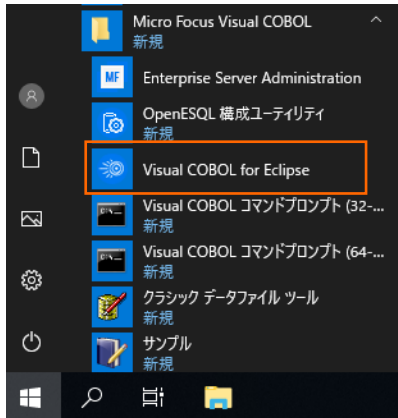 Micro Focus Visual COBOL
新規
MF
Enterprise Server Administration
OpenESQL 構成ユーティリティ
新規
Visual COBOL for Eclipse
Visual COBOL コマンドプロンプト (32-...
新規
Visual COBOL コマンドプロンプト (64-...
新規
クラシック データファイル ツール
新規
サンプル
新規